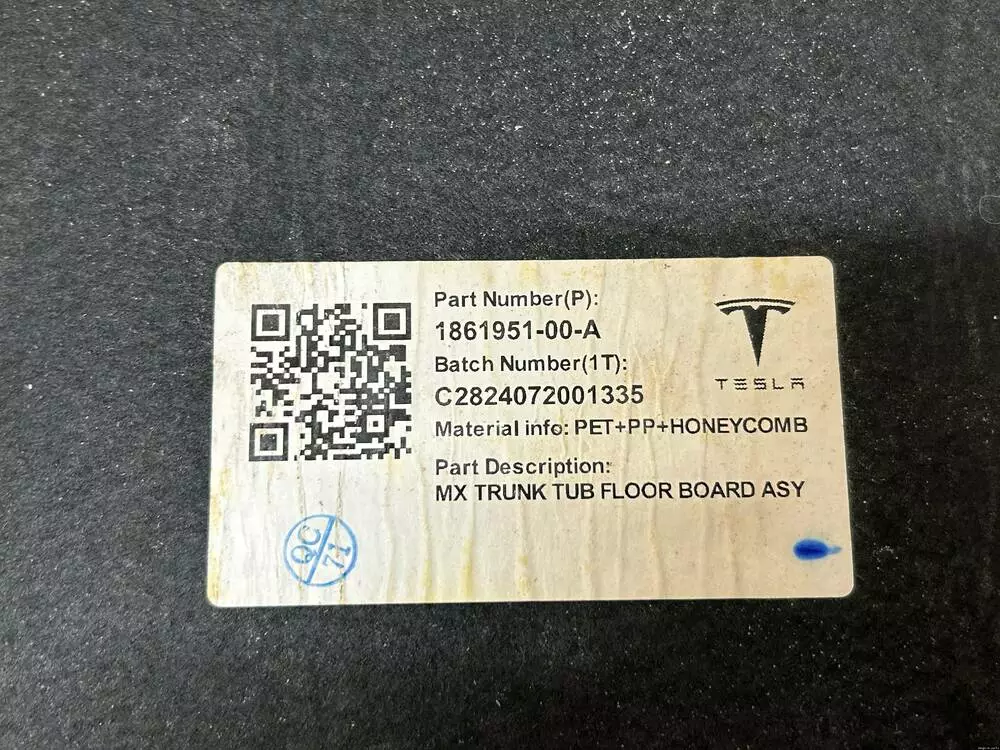 Part Number(P):
1861951-00-A
Batch Number(1T):
C2824072001335
Material info: PET+PP+HONEYCOMB
Part Description:
MX TRUNK TUB FLOOR BOARD ASY
TESLA
QC
71